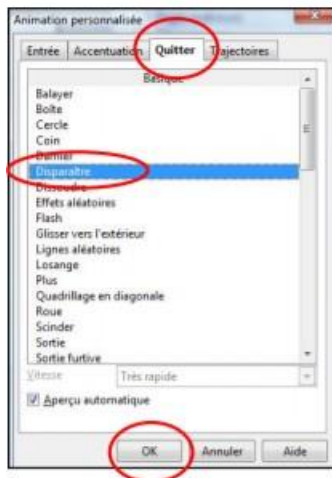 Animation personnalisée
Entrée Accentuation Quitter Trajectoires
Basique
Balayer
Boîte
Cercle
Coin
Damier
Disparaître
Dissoudre
Effets aléatoires
Flash
Glisser vers l'extérieur
Lignes aléatoires
Losange
Plus
Quadrillage en diagonale
Roue
Scinder
Sortie
Sortie furtive
Vitesse Très rapide
Aperçu automatique
OK Annuler Aide